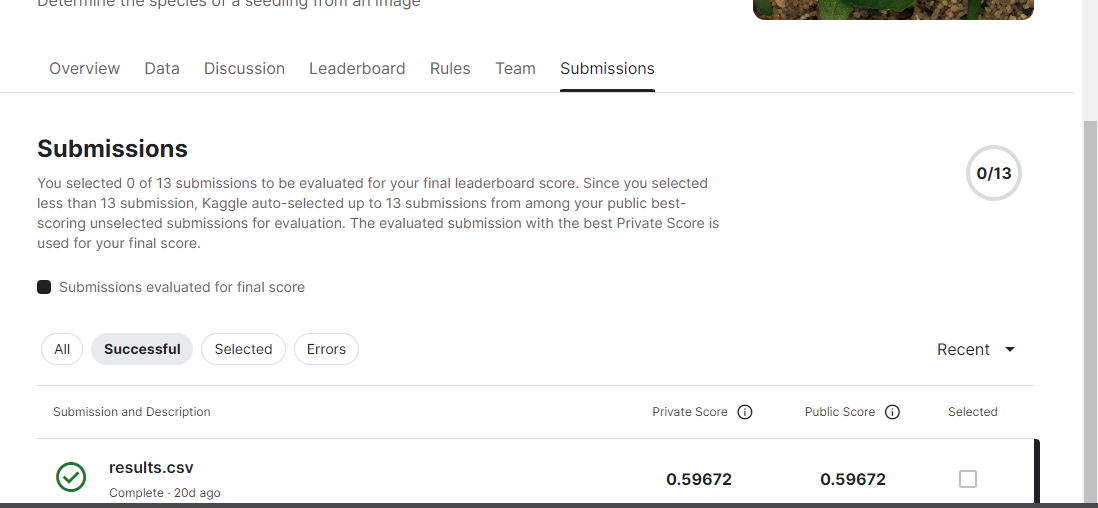 Determine the species of a seedling from an image
Overview Data Discussion Leaderboard Rules Team Submissions
Submissions
0/13
You selected 0 of 13 submissions to be evaluated for your final leaderboard score. Since you selected
less than 13 submission, Kaggle auto-selected up to 13 submissions from among your public best-
scoring unselected submissions for evaluation. The evaluated submission with the best Private Score is
used for your final score.
Submissions evaluated for final score
All Successful Selected Errors Recent
Submission and Description Private Score Public Score Selected
results.csv
Complete · 20d ago
0.59672 0.59672